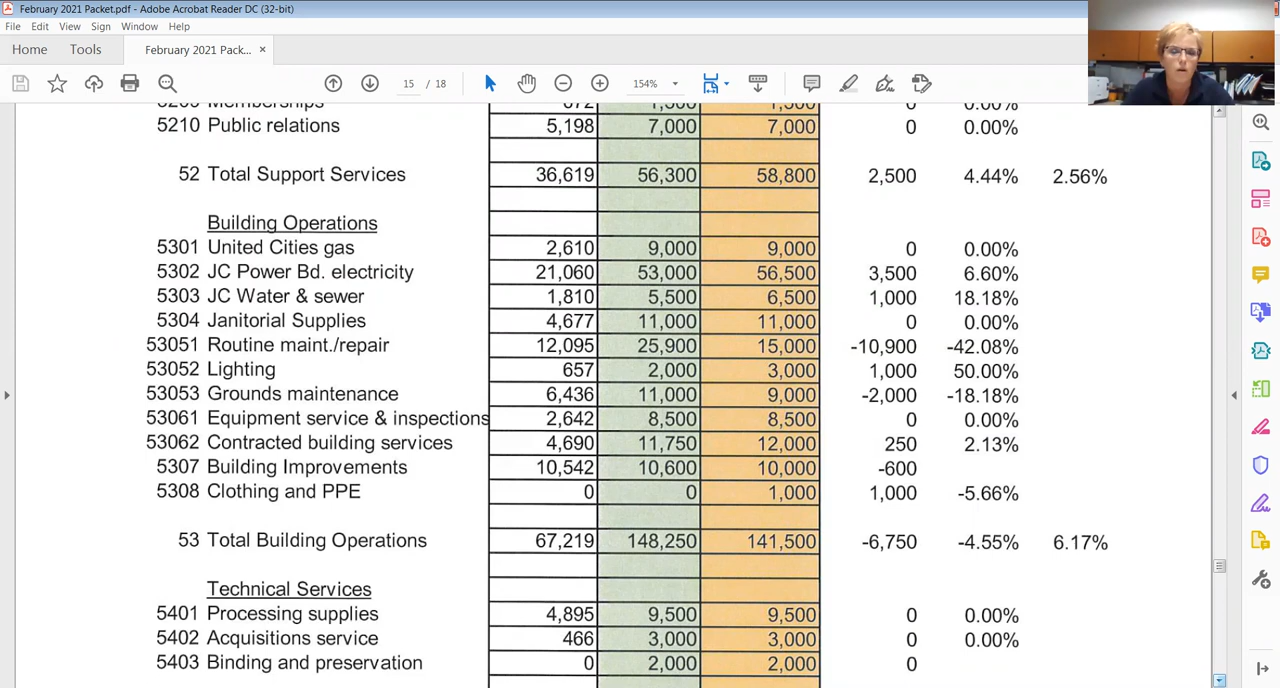 February 2021 Packet.pdf - Adobe Acrobat Reader DC (32-bit)
File Edit View Sign Window Help
Home Tools February 2021 Pack... ×
15 / 18 154%
Memberships
5210 Public relations 5,198 7,000 7,000 0 0.00%
52 Total Support Services 36,619 56,300 58,800 2,500 4.44% 2.56%
Building Operations
5301 United Cities gas 2,610 9,000 9,000 0 0.00%
5302 JC Power Bd. electricity 21,060 53,000 56,500 3,500 6.60%
5303 JC Water & sewer 1,810 5,500 6,500 1,000 18.18%
5304 Janitorial Supplies 4,677 11,000 11,000 0 0.00%
53051 Routine maint./repair 12,095 25,900 15,000 -10,900 -42.08%
53052 Lighting 657 2,000 3,000 1,000 50.00%
53053 Grounds maintenance 6,436 11,000 9,000 -2,000 -18.18%
53061 Equipment service & inspections 2,642 8,500 8,500 0 0.00%
53062 Contracted building services 4,690 11,750 12,000 250 2.13%
5307 Building Improvements 10,542 10,600 10,000 -600
5308 Clothing and PPE 0 0 1,000 1,000 -5.66%
53 Total Building Operations 67,219 148,250 141,500 -6,750 -4.55% 6.17%
Technical Services
5401 Processing supplies 4,895 9,500 9,500 0 0.00%
5402 Acquisitions service 466 3,000 3,000 0 0.00%
5403 Binding and preservation 0 2,000 2,000 0